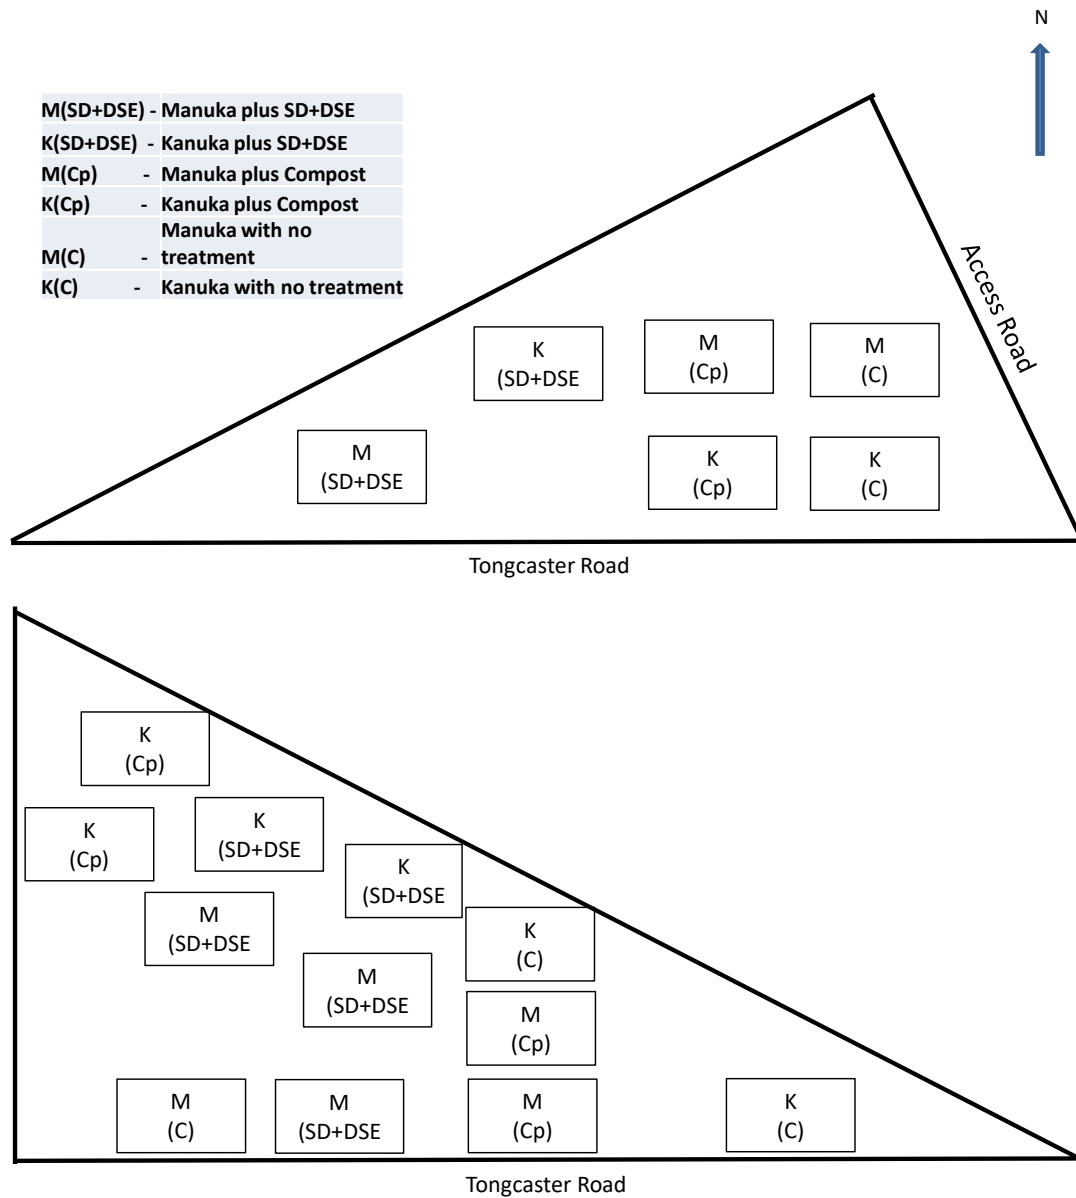 N
M(SD+DSE) - Manuka plus SD+DSE
K(SD+DSE) - Kanuka plus SD+DSE
M(Cp) - Manuka plus Compost
K(Cp) - Kanuka plus Compost
Manuka with no
M(C) - treatment
K(C) - Kanuka with no treatment
Access Road
K
(SD+DSE
M
(Cp)
M
(C)
M
(SD+DSE
K
(Cp)
K
(C)
Tongcaster Road
K
(Cp)
K
(Cp)
K
(SD+DSE
K
(SD+DSE
M
(SD+DSE
K
(C)
M
(SD+DSE
M
(Cp)
M
(C)
M
(SD+DSE
M
(Cp)
K
(C)
Tongcaster Road